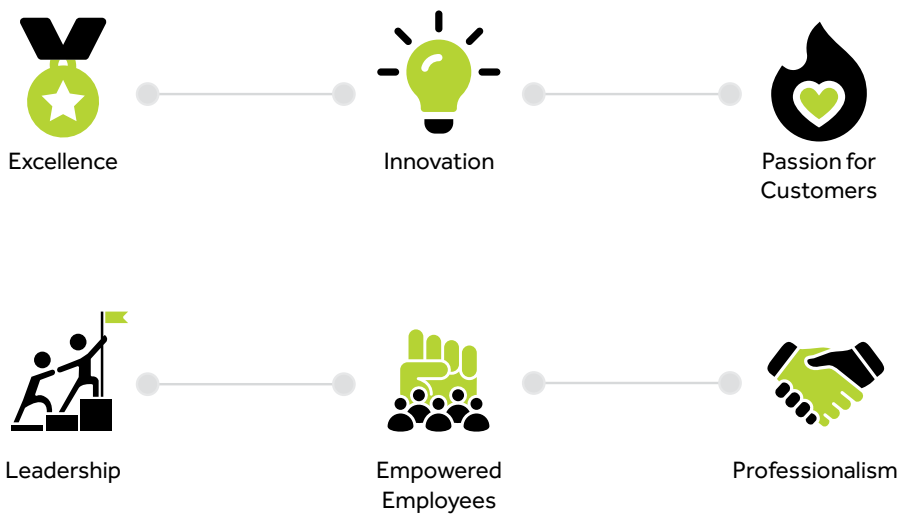 Excellence
Innovation
Passion for
Customers
Leadership
Empowered
Employees
Professionalism